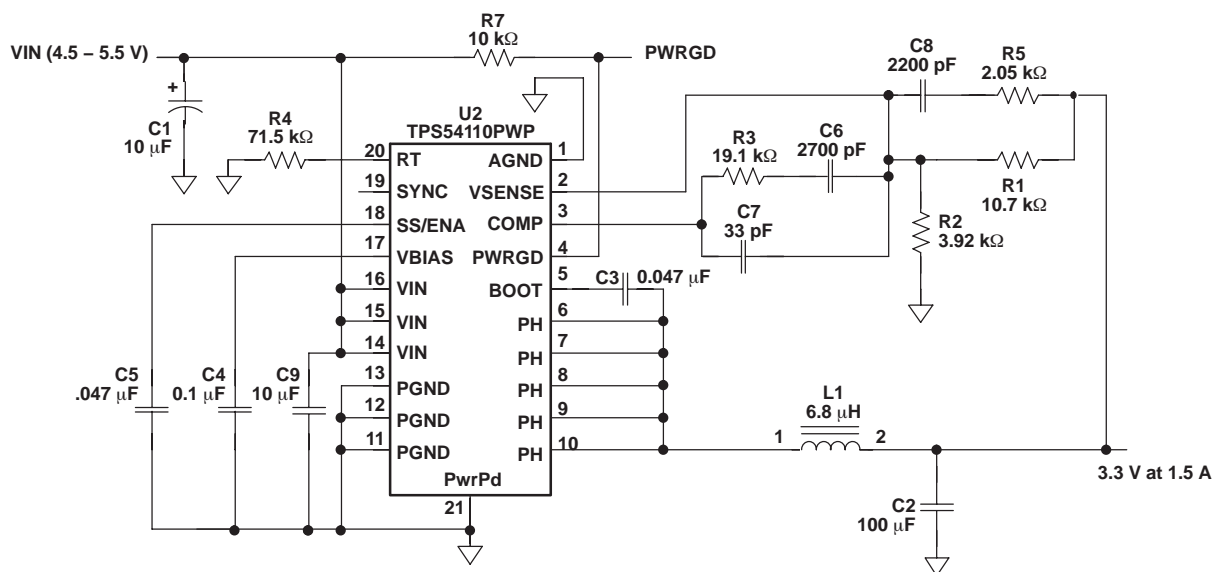 VIN (4.5 – 5.5 V)
R7
10 kΩ
PWRGD
C8
2200 pF
R5
2.05 kΩ
+
C1
10 μF
R4
71.5 kΩ
U2
TPS54110PWP
R3
19.1 kΩ
C6
2700 pF
R1
10.7 kΩ
C7
33 pF
R2
3.92 kΩ
20
RT
AGND
1
19
SYNC
VSENSE
2
18
SS/ENA
COMP
3
17
VBIAS
PWRGD
4
16
VIN
BOOT
5
C3
0.047 μF
15
VIN
PH
6
14
VIN
PH
7
13
PGND
PH
8
12
PGND
PH
9
11
PGND
PH
10
PwrPd
21
C5
.047 μF
C4
0.1 μF
C9
10 μF
L1
6.8 μH
1
2
3.3 V at 1.5 A
C2
100 μF